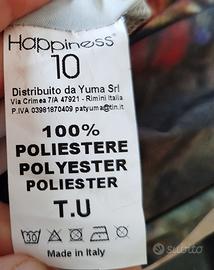 Happiness®
10
Distribuito da Yuma Srl
Via Crimea 7/A 47921 - Rimini Italia
P.IVA 03981870409 patyuma@tin.it
100%
POLIESTERE
POLYESTER
POLIESTER
T.U
30
Made in Italy
subito